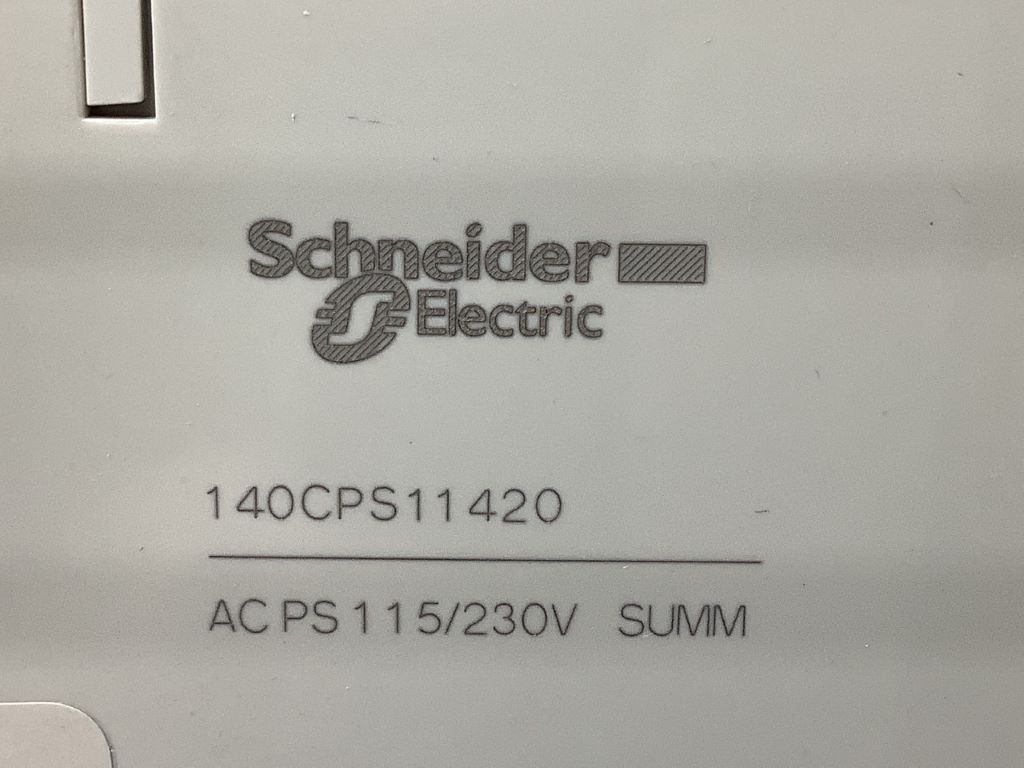 Schneider
Electric
140CPS11420
AC PS 115/230V SUMM